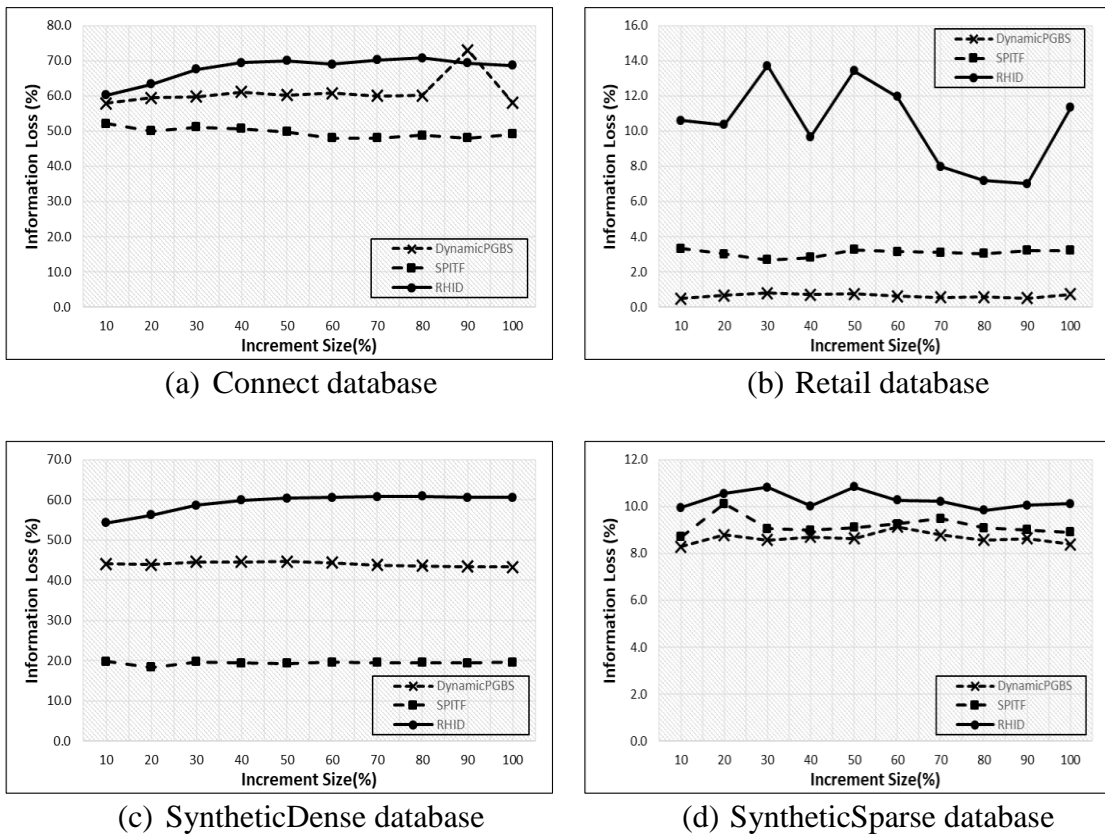 80.0
70.0
60.0
50.0
40.0
30.0
20.0
10.0
0.0
Information Loss (%)
DynamicPGBS
SPITF
RHID
10 20 30 40 50 60 70 80 90 100
Increment Size(%)
(a) Connect database
16.0
14.0
12.0
10.0
8.0
6.0
4.0
2.0
0.0
Information Loss (%)
DynamicPGBS
SPITF
RHID
10 20 30 40 50 60 70 80 90 100
Increment Size(%)
(b) Retail database
70.0
60.0
50.0
40.0
30.0
20.0
10.0
0.0
Information Loss (%)
DynamicPGBS
SPITF
RHID
10 20 30 40 50 60 70 80 90 100
Increment Size(%)
(c) SyntheticDense database
12.0
10.0
8.0
6.0
4.0
2.0
0.0
Information Loss (%)
DynamicPGBS
SPITF
RHID
10 20 30 40 50 60 70 80 90 100
Increment Size(%)
(d) SyntheticSparse database